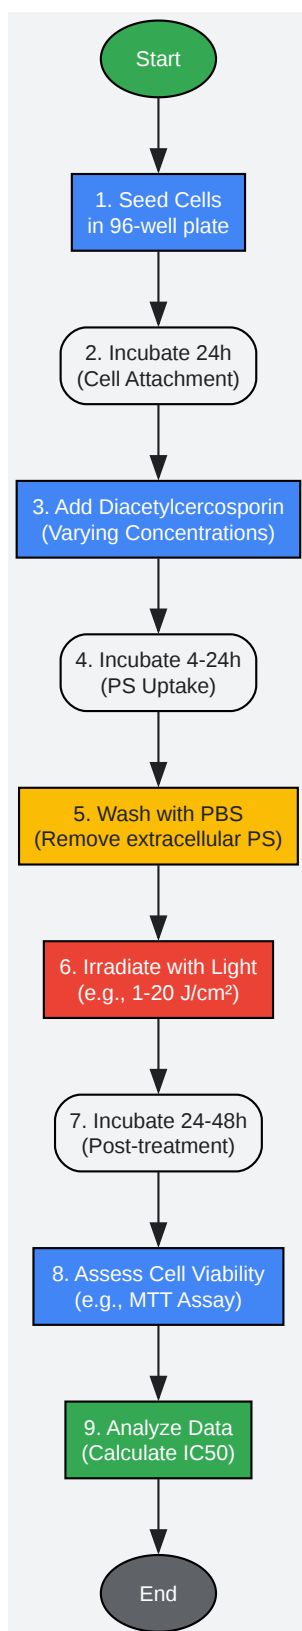 Start
1. Seed Cells
in 96-well plate
2. Incubate 24h
(Cell Attachment)
3. Add Diacetylcercosporin
(Varying Concentrations)
4. Incubate 4-24h
(PS Uptake)
5. Wash with PBS
(Remove extracellular PS)
6. Irradiate with Light
(e.g., 1-20 J/cm²)
7. Incubate 24-48h
(Post-treatment)
8. Assess Cell Viability
(e.g., MTT Assay)
9. Analyze Data
(Calculate IC50)
End